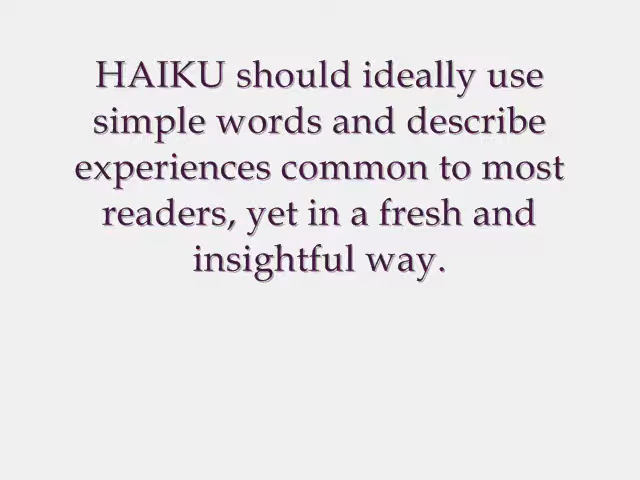 HAIKU should ideally use
simple words and describe
experiences common to most
readers, yet in a fresh and
insightful way.